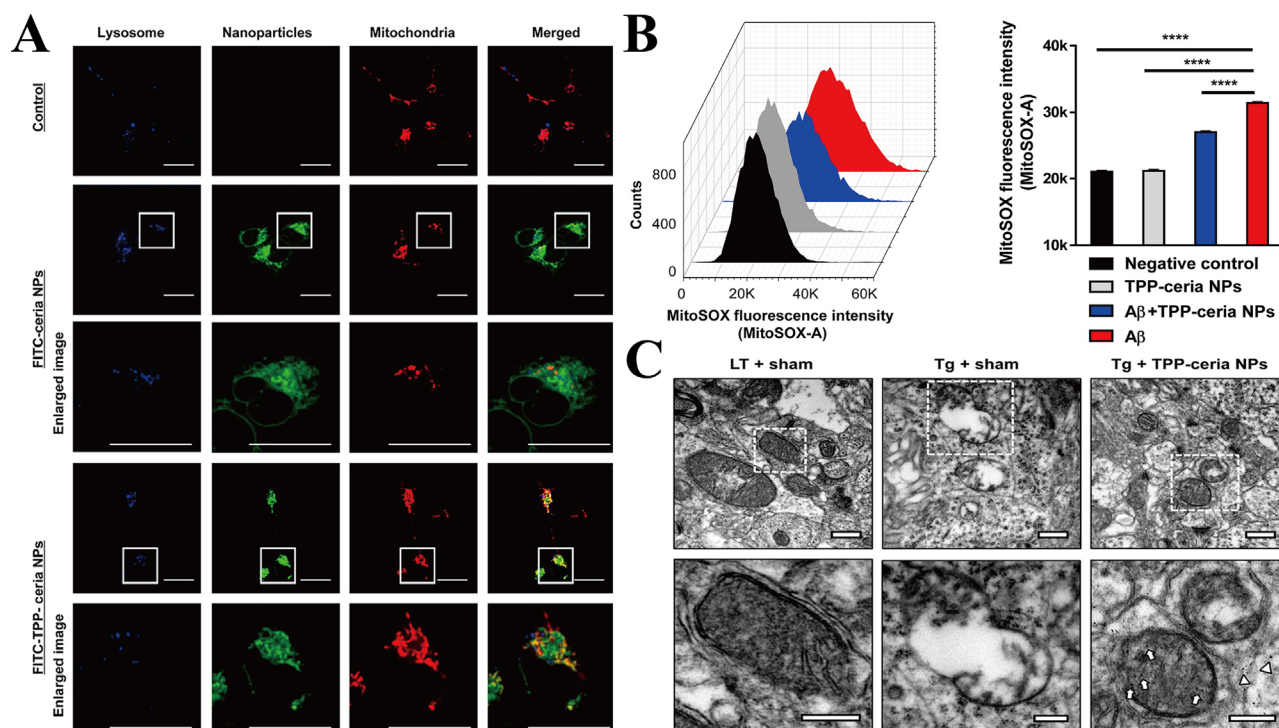 A
Lysosome Nanoparticles Mitochondria Merged
Control
FITC-ceria NPs
Enlarged image
FITC-TPP- ceria NPs
Enlarged image
B
Counts
800
400
0
0 20K 40K 60K
MitoSOX fluorescence intensity
(MitoSOX-A)
MitoSOX fluorescence intensity
(MitoSOX-A)
40k
30k
20k
10k
****
****
****
Negative control
TPP-ceria NPs
Aβ+TPP-ceria NPs
Aβ
C
LT + sham Tg + sham Tg + TPP-ceria NPs